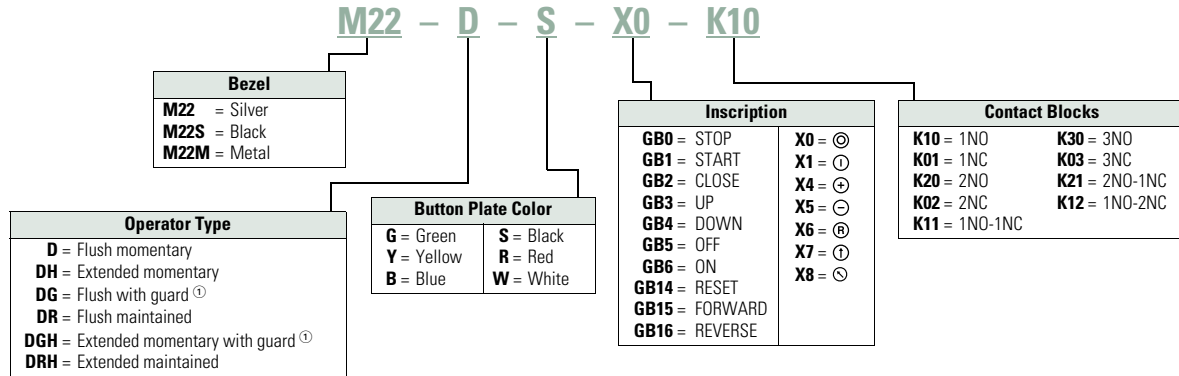 M22 – D – S – X0 – K10
Bezel
M22 = Silver
M22S = Black
M22M = Metal
Operator Type
D = Flush momentary
DH = Extended momentary
DG = Flush with guard ①
DR = Flush maintained
DGH = Extended momentary with guard ①
DRH = Extended maintained
Button Plate Color
G = Green
Y = Yellow
B = Blue
S = Black
R = Red
W = White
Inscription
GB0 = STOP
GB1 = START
GB2 = CLOSE
GB3 = UP
GB4 = DOWN
GB5 = OFF
GB6 = ON
GB14 = RESET
GB15 = FORWARD
GB16 = REVERSE
X0 = ◎
X1 = ⏼
X4 = ⊕
X5 = ⊖
X6 = Ⓡ
X7 = ⓛ
X8 = ⦸
Contact Blocks
K10 = 1NO
K01 = 1NC
K20 = 2NO
K02 = 2NC
K11 = 1NO-1NC
K30 = 3NO
K03 = 3NC
K21 = 2NO-1NC
K12 = 1NO-2NC